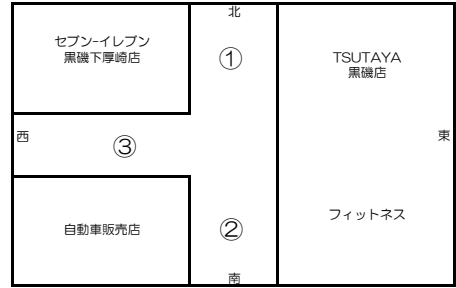 北
セブン-イレブン
黒磯下厚崎店
①
TSUTAYA
黒磯店
西
③
東
自動車販売店
②
フィットネス
南